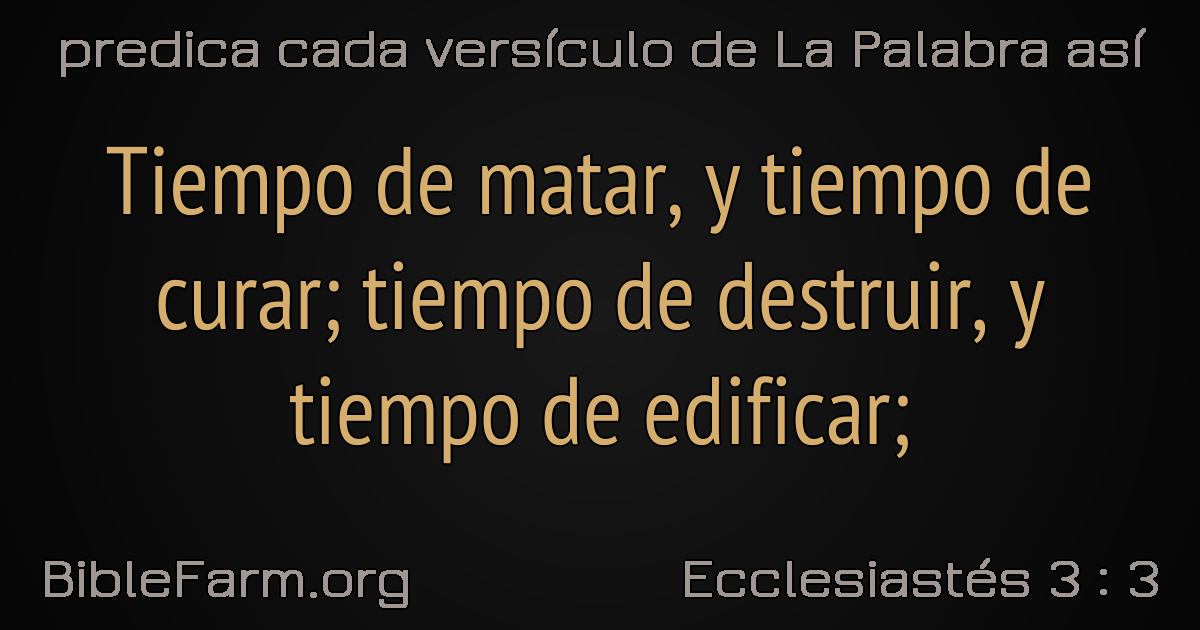 predica cada versículo de La Palabra así
Tiempo de matar, y tiempo de
curar; tiempo de destruir, y
tiempo de edificar;
BibleFarm.org
Ecclesiastés 3 : 3